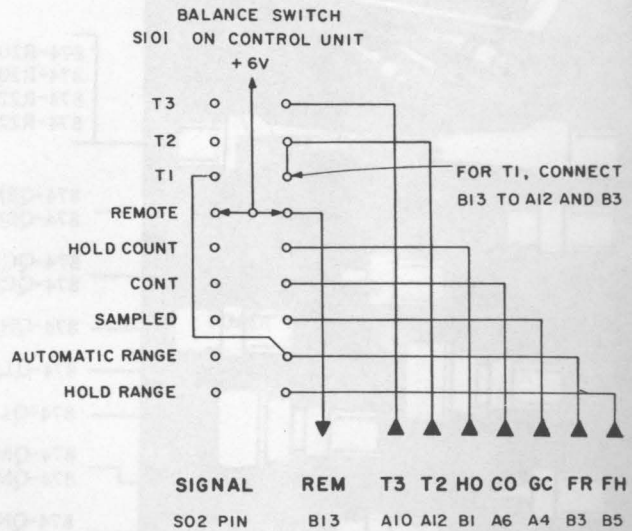 BALANCE SWITCH
S101 ON CONTROL UNIT
+6V
T3
T2
T1
FOR T1, CONNECT
B13 TO A12 AND B3
REMOTE
HOLD COUNT
CONT
SAMPLED
AUTOMATIC RANGE
HOLD RANGE
SIGNAL REM T3 T2 HO CO GC FR FH
SO2 PIN B13 A10 A12 B1 A6 A4 B3 B5